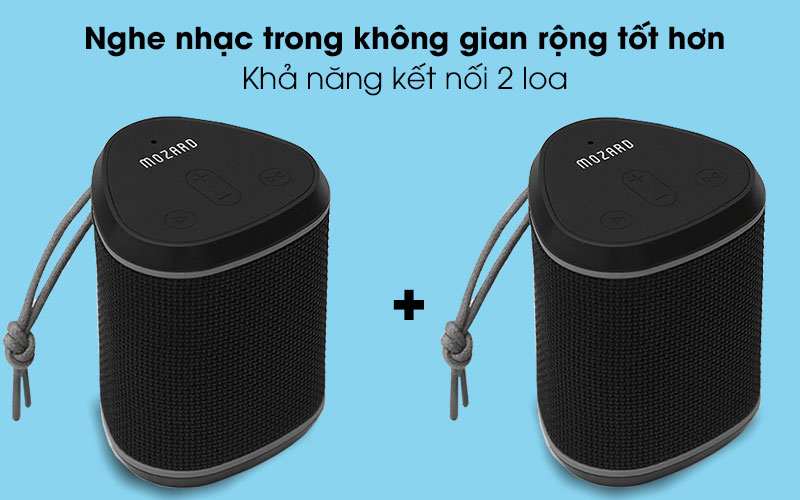 Nghe nhạc trong không gian rộng tốt hơn
Khả năng kết nối 2 loa
MOZARD
+
MOZARD